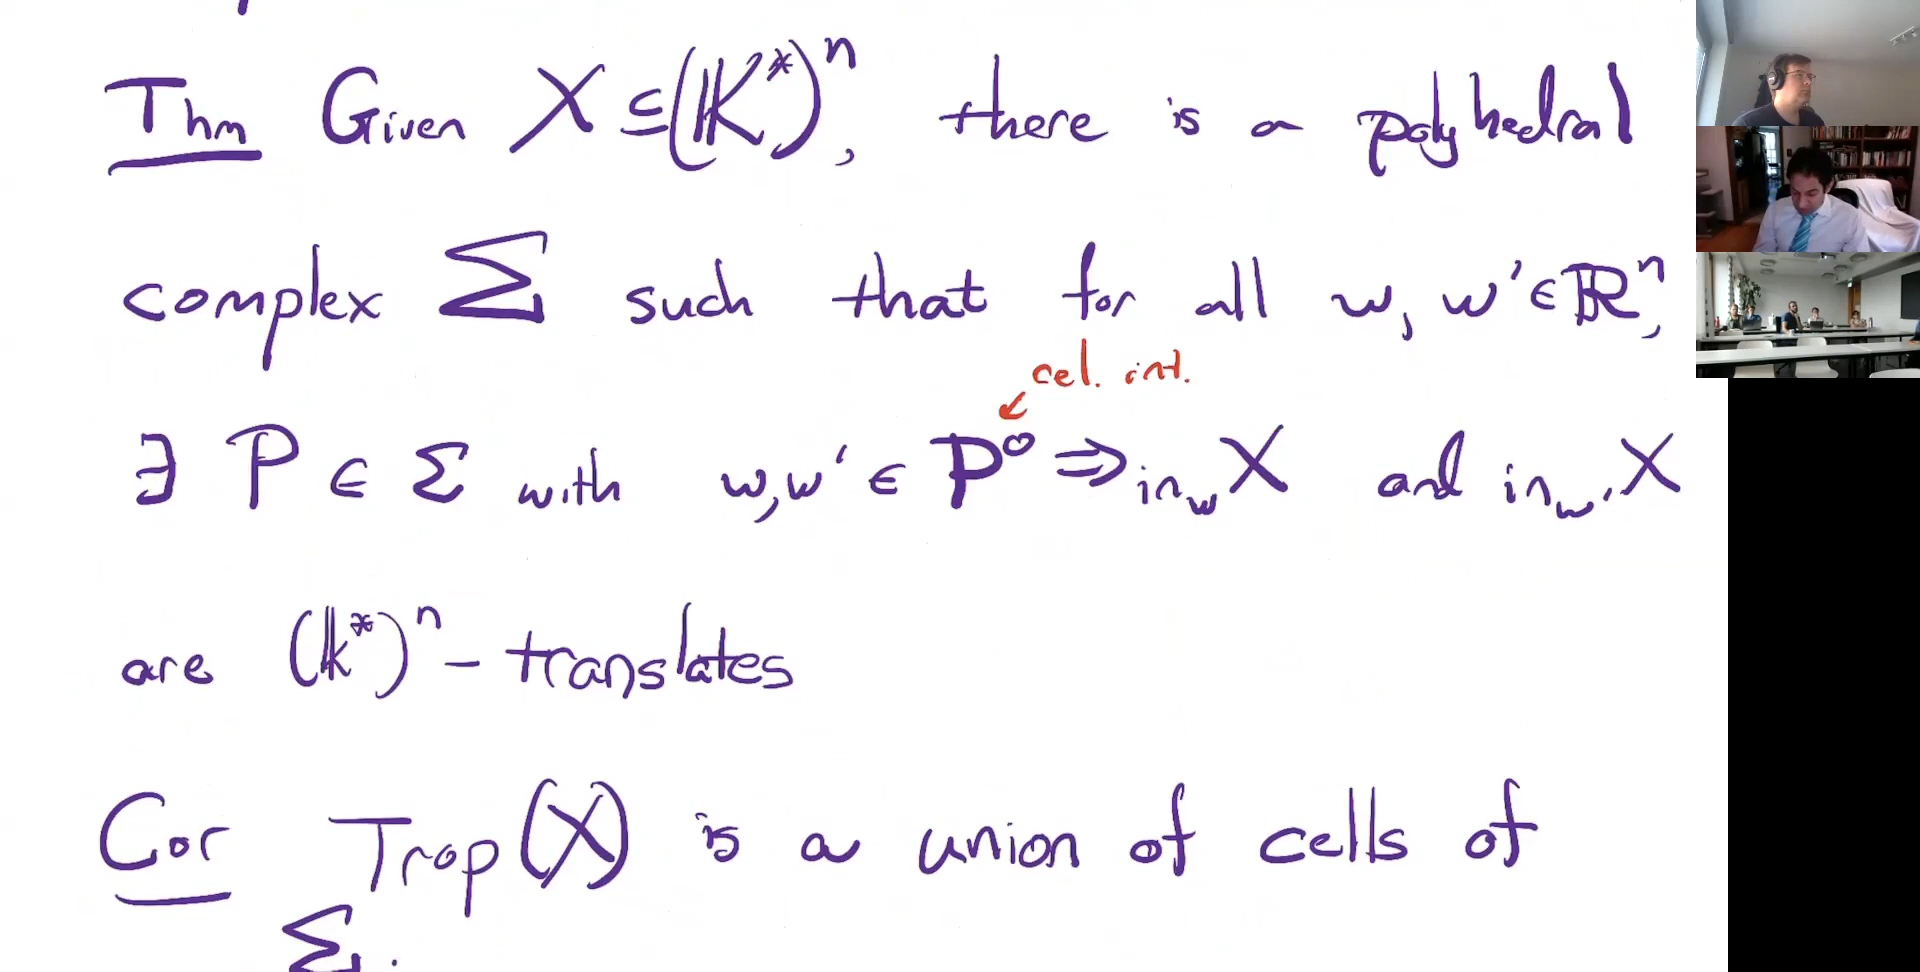 Thm Given X ⊆ (𝕂*)ⁿ, there is a polyhedral
complex Σ such that for all w, w' ∈ ℝⁿ,
cel. int.
∃ P ∈ Σ with w, w' ∈ P° ⇒ in_w X and in_w' X
are (𝕜*)ⁿ - translates
Cor Trop(X) is a union of cells of
Σ.